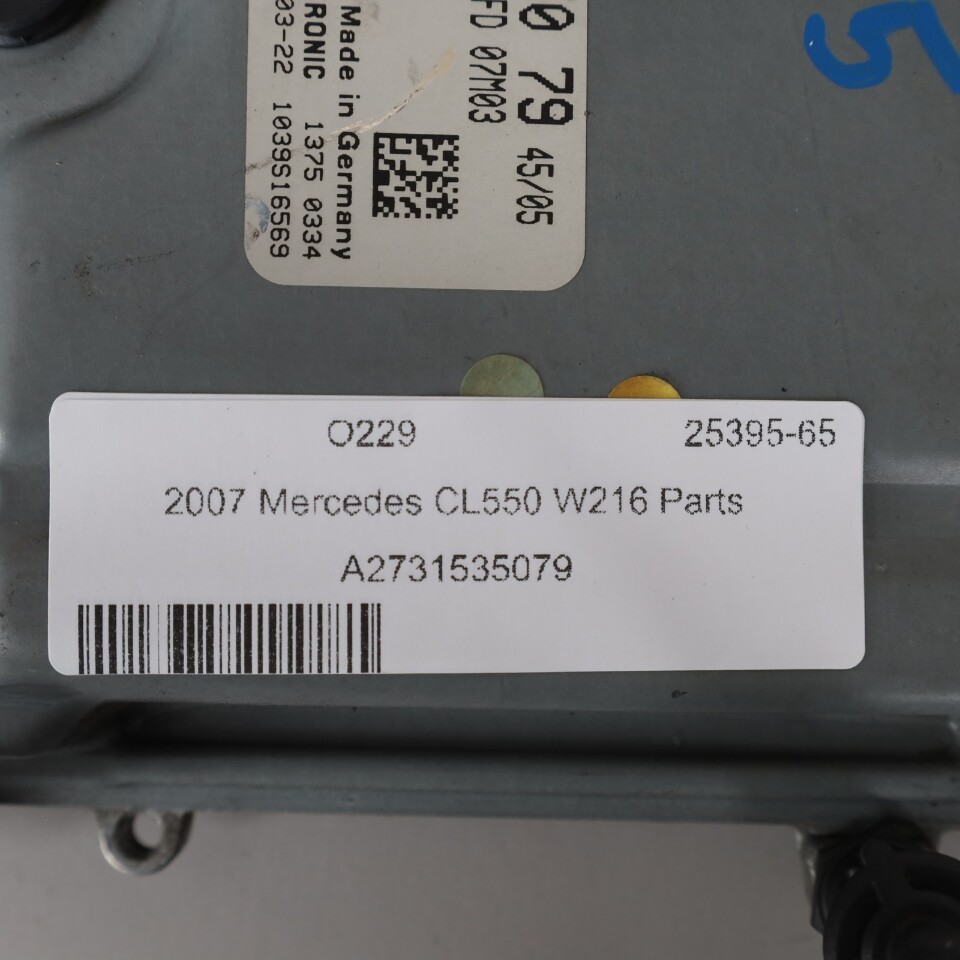 0 79 45/05
FD 07M03
Made in Germany
RONIC 1375 0334
03-22 1039S16569
5
O229 25395-65
2007 Mercedes CL550 W216 Parts
A2731535079